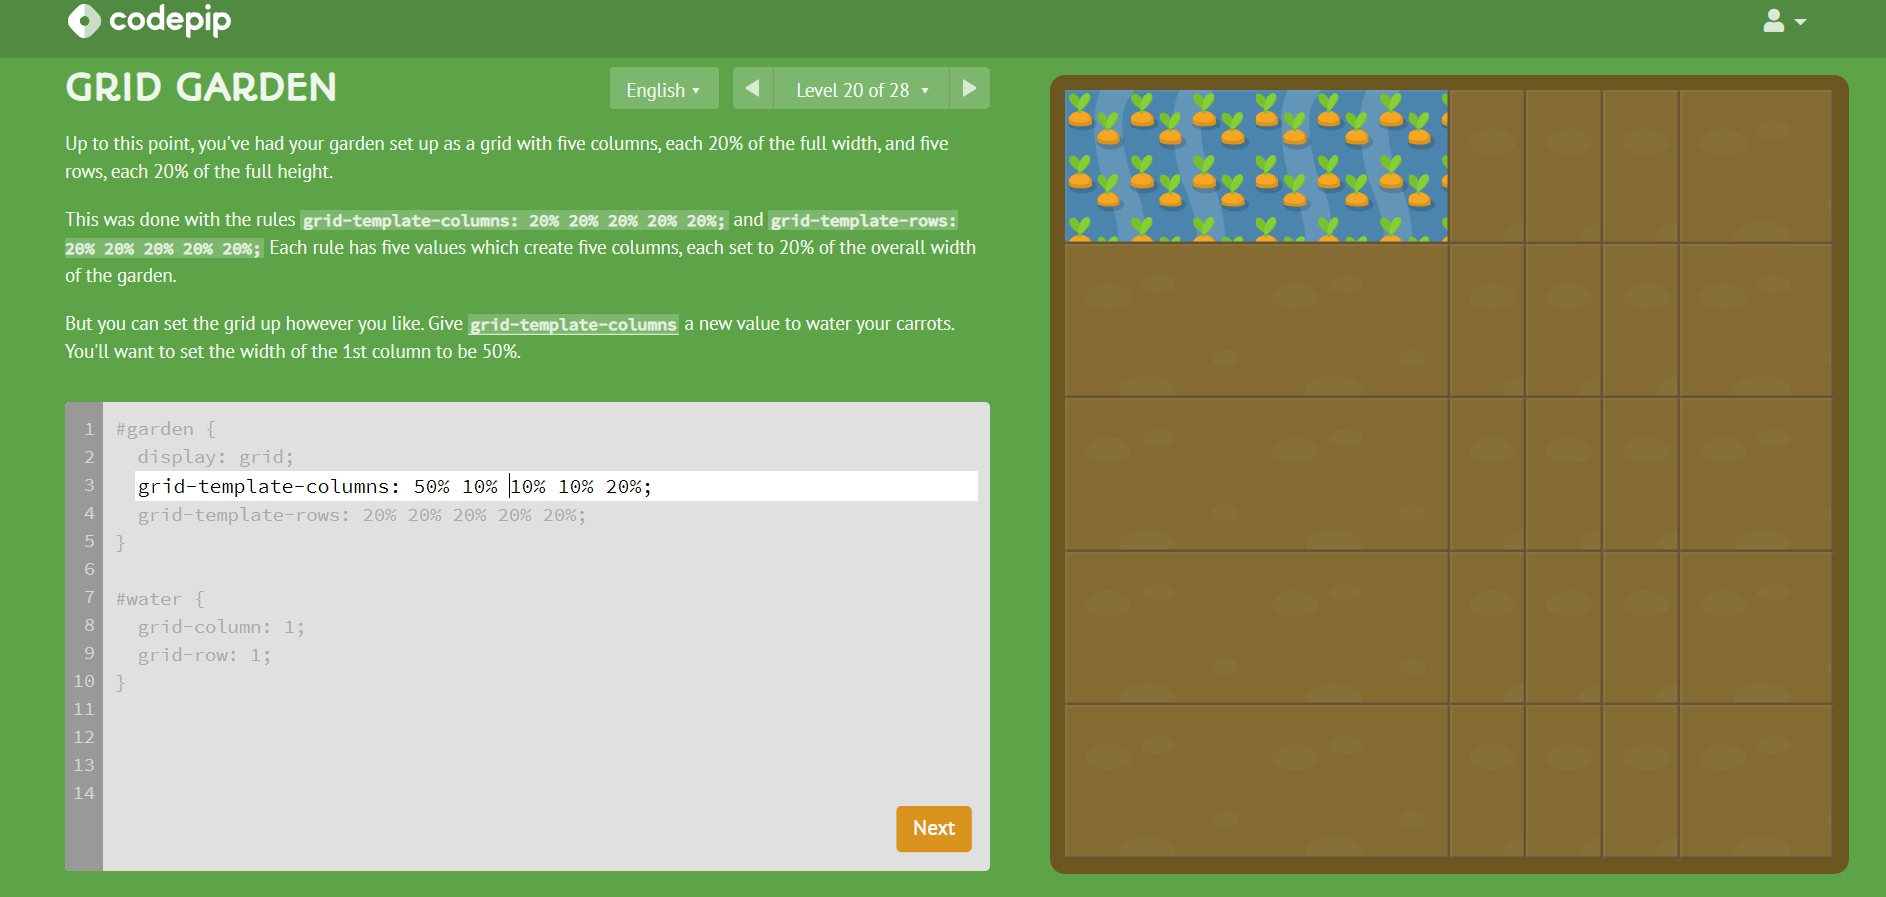 codepip
GRID GARDEN
English ▾
Level 20 of 28 ▾
Up to this point, you've had your garden set up as a grid with five columns, each 20% of the full width, and five
rows, each 20% of the full height.
This was done with the rules grid-template-columns: 20% 20% 20% 20% 20%; and grid-template-rows:
20% 20% 20% 20% 20%; Each rule has five values which create five columns, each set to 20% of the overall width
of the garden.
But you can set the grid up however you like. Give grid-template-columns a new value to water your carrots.
You'll want to set the width of the 1st column to be 50%.
1 #garden {
2 display: grid;
3 grid-template-columns: 50% 10% 10% 10% 20%;
4 grid-template-rows: 20% 20% 20% 20% 20%;
5 }
6
7 #water {
8 grid-column: 1;
9 grid-row: 1;
10 }
11
12
13
14
Next